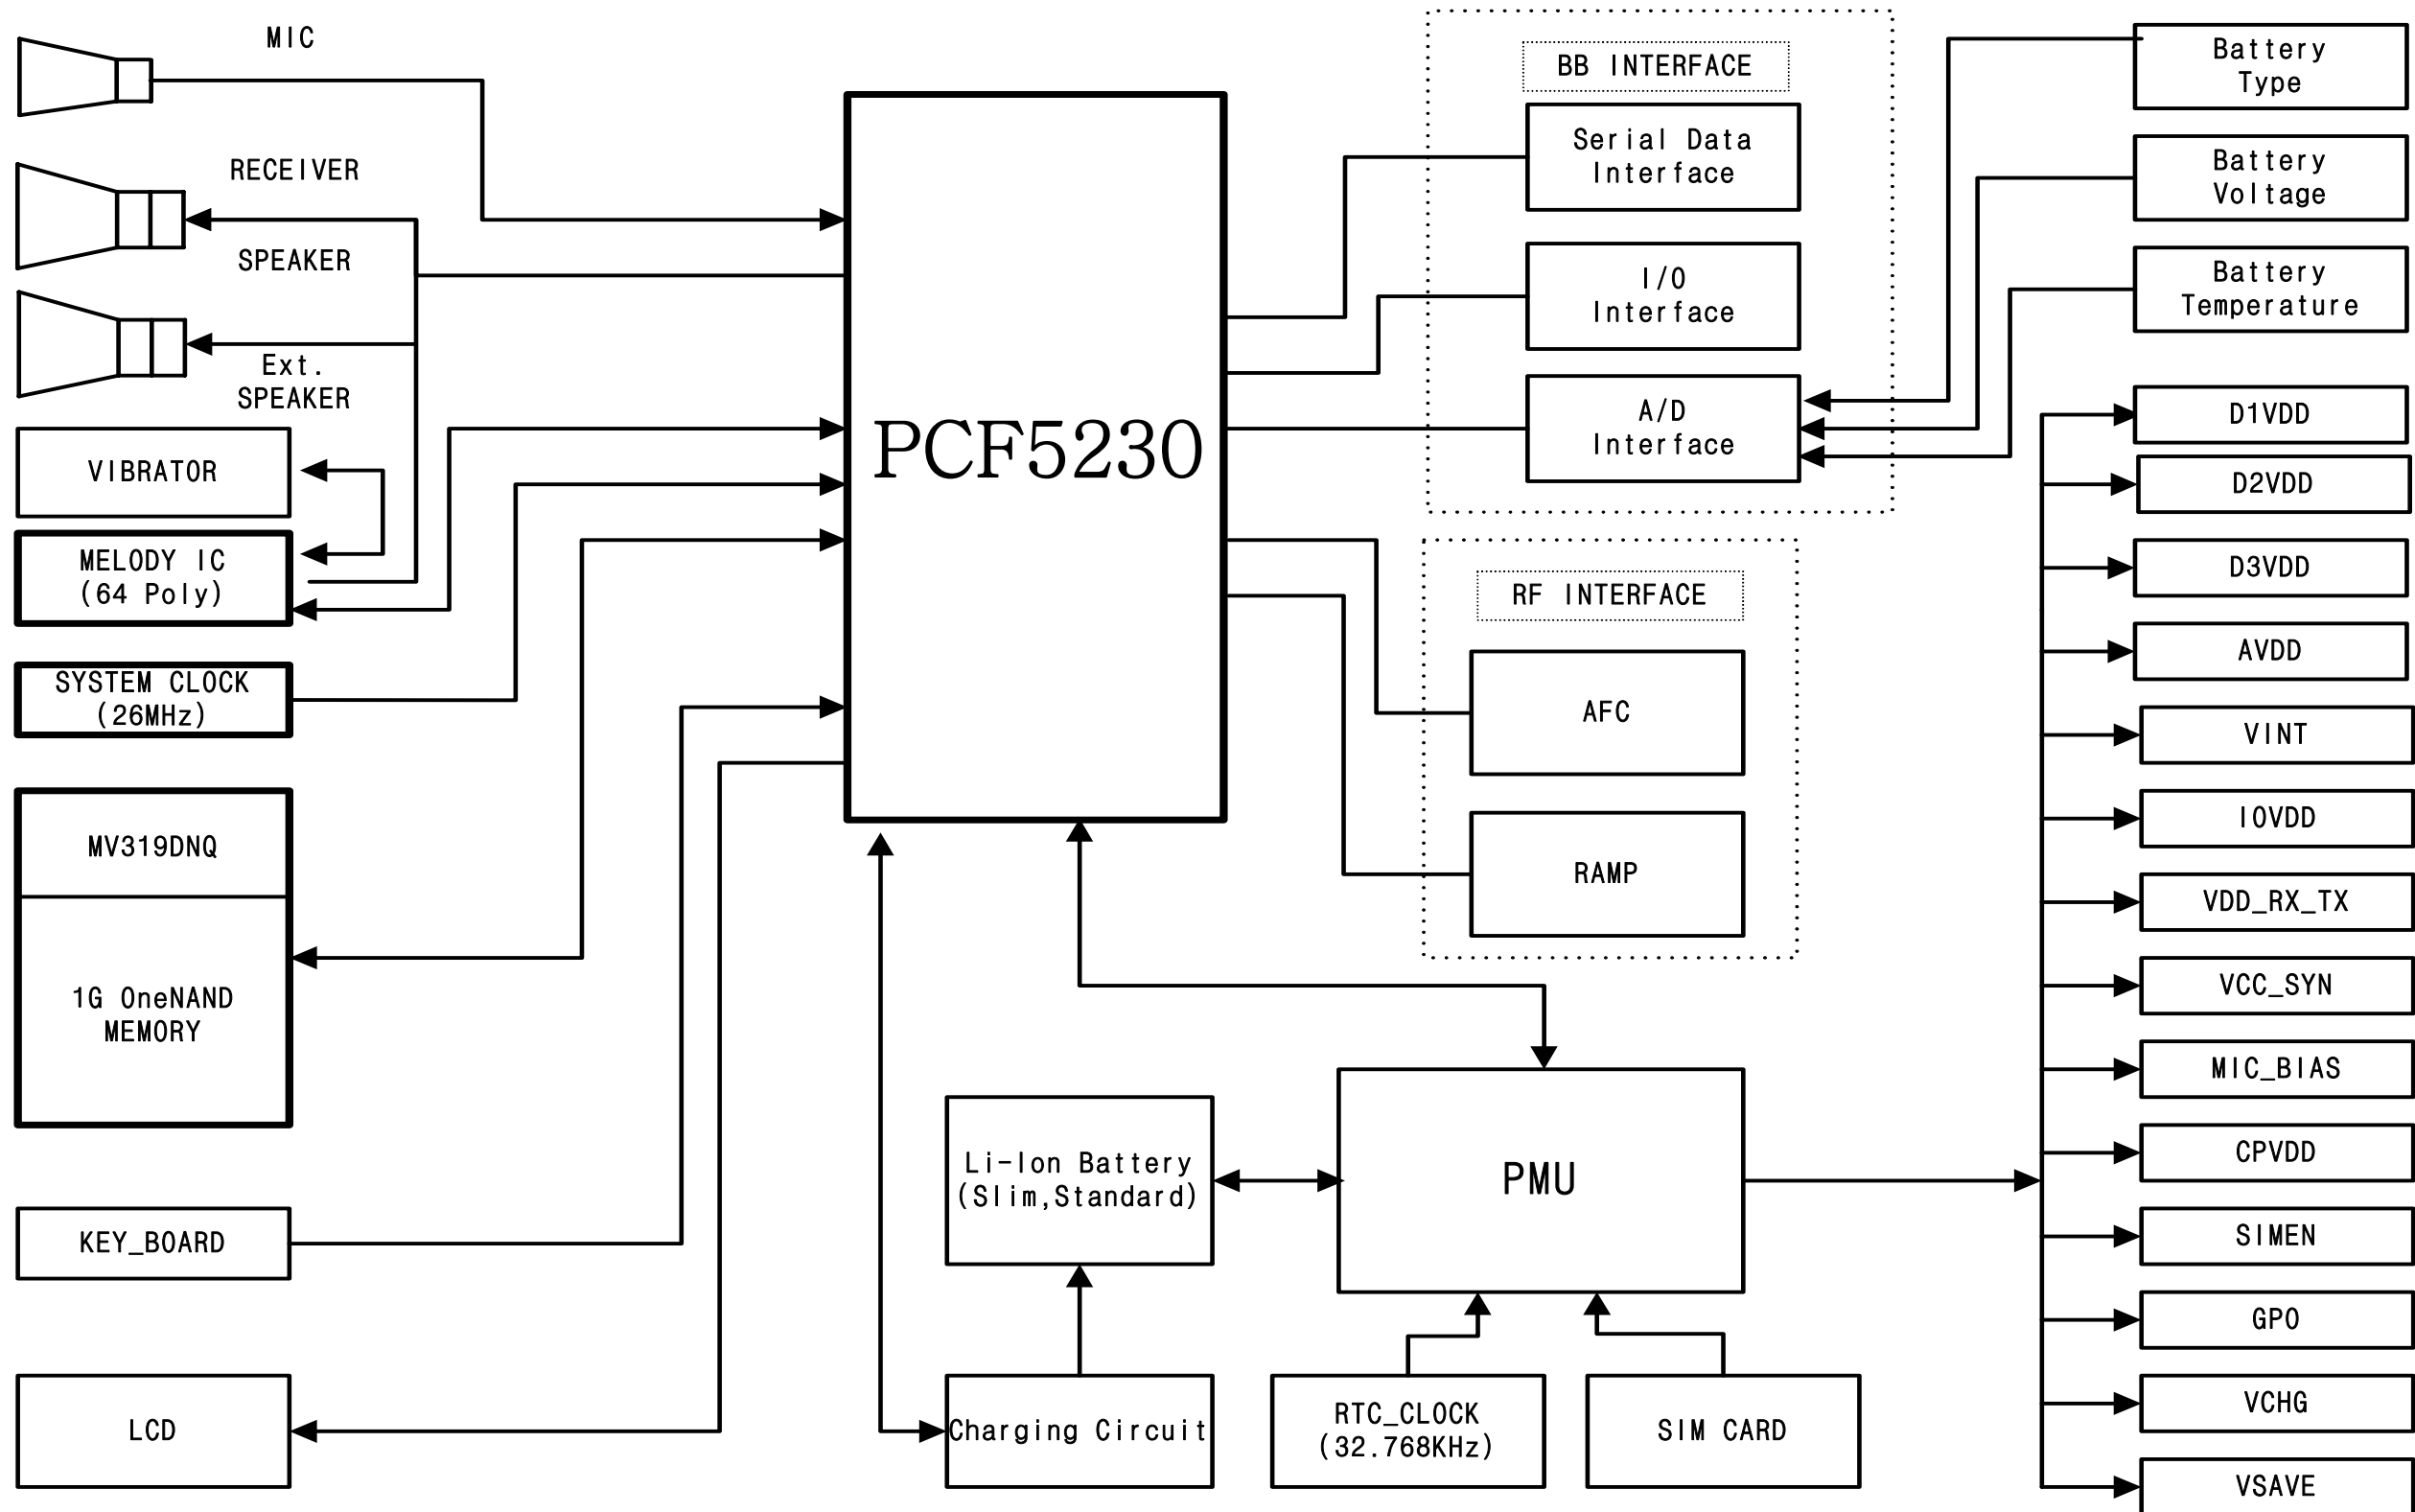 MIC
RECEIVER
SPEAKER
Ext.
SPEAKER
VIBRATOR
MELODY IC
(64 Poly)
SYSTEM CLOCK
(26MHz)
MV319DNQ
1G OneNAND
MEMORY
KEY_BOARD
LCD
PCF5230
BB INTERFACE
Serial Data
Interface
I/O
Interface
A/D
Interface
RF INTERFACE
AFC
RAMP
Li-Ion Battery
(Slim,Standard)
PMU
Charging Circuit
RTC_CLOCK
(32.768KHz)
SIM CARD
Battery
Type
Battery
Voltage
Battery
Temperature
D1VDD
D2VDD
D3VDD
AVDD
VINT
IOVDD
VDD_RX_TX
VCC_SYN
MIC_BIAS
CPVDD
SIMEN
GPO
VCHG
VSAVE